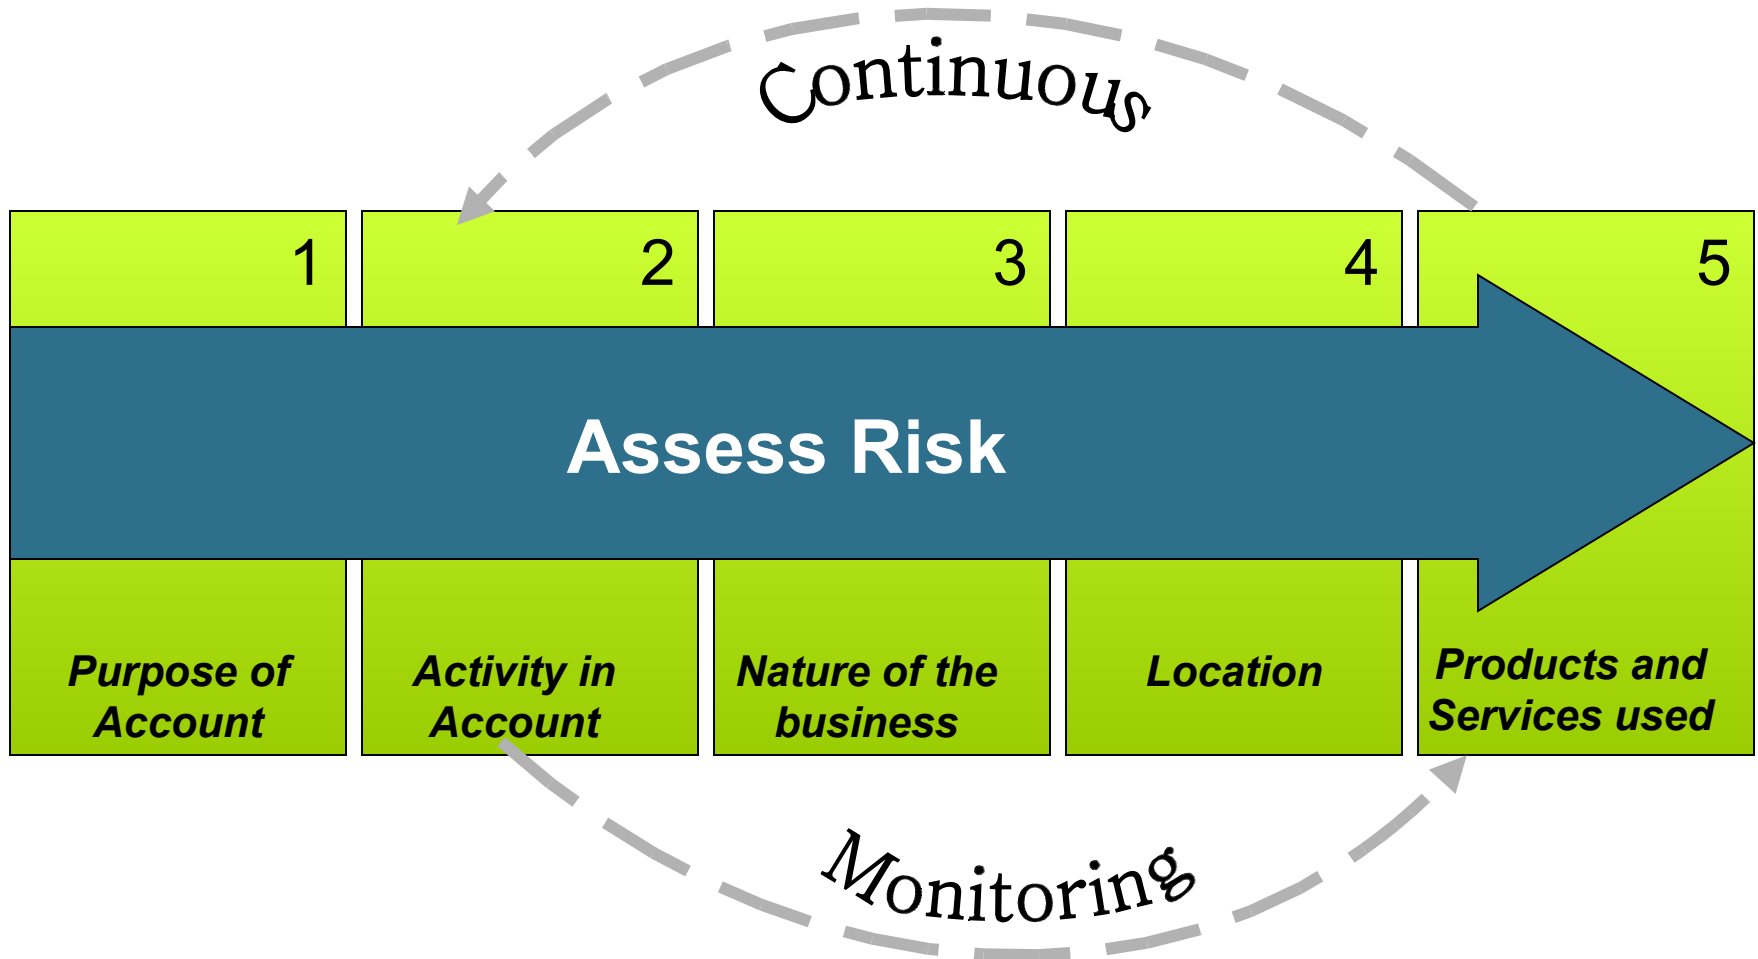 Continuous
1
2
3
4
5
Assess Risk
Purpose of
Account
Activity in
Account
Nature of the
business
Location
Products and
Services used
Monitoring